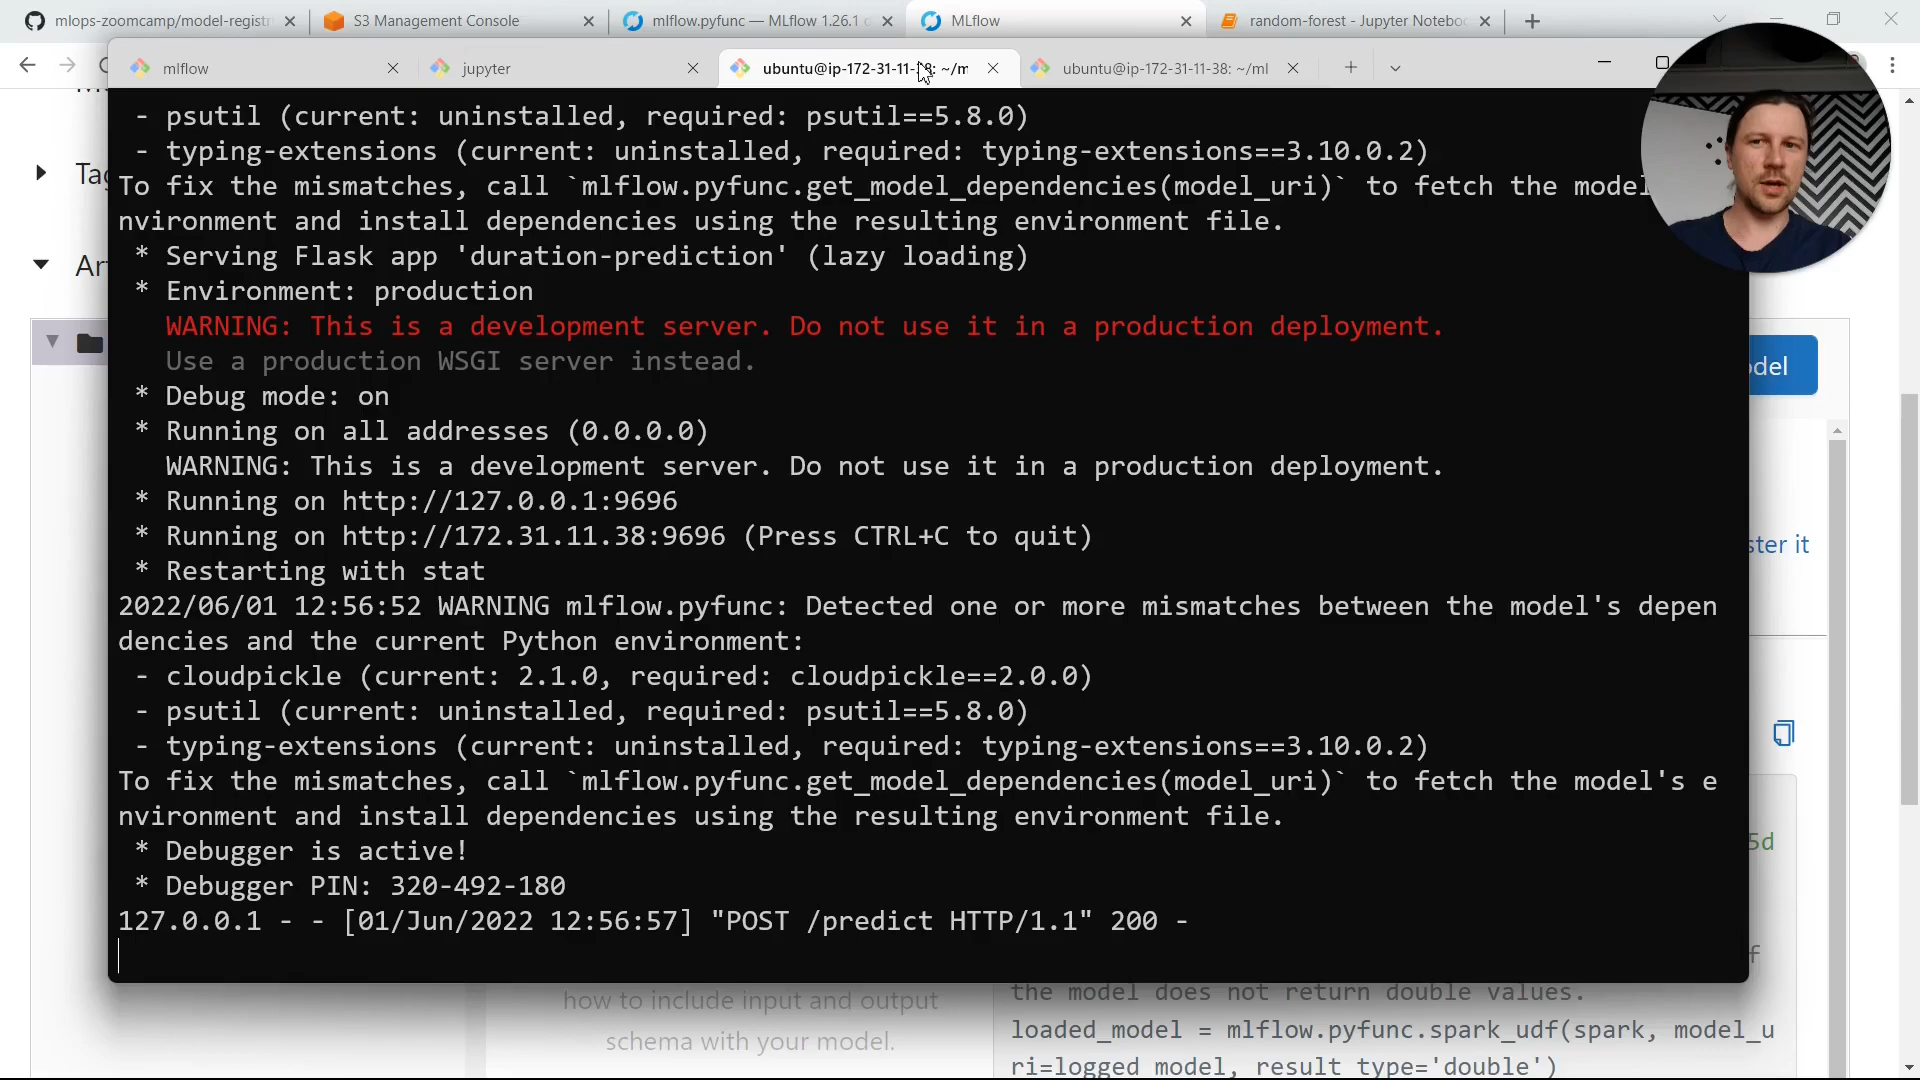 mlops-zoomcamp/model-registr
S3 Management Console
mlflow.pyfunc — MLflow 1.26.1 d
MLflow
random-forest - Jupyter Notebo
mlflow
jupyter
ubuntu@ip-172-31-11-38: ~/m
ubuntu@ip-172-31-11-38: ~/ml
- psutil (current: uninstalled, required: psutil==5.8.0)
- typing-extensions (current: uninstalled, required: typing-extensions==3.10.0.2)
To fix the mismatches, call `mlflow.pyfunc.get_model_dependencies(model_uri)` to fetch the model
nvironment and install dependencies using the resulting environment file.
* Serving Flask app 'duration-prediction' (lazy loading)
* Environment: production
WARNING: This is a development server. Do not use it in a production deployment.
Use a production WSGI server instead.
* Debug mode: on
* Running on all addresses (0.0.0.0)
WARNING: This is a development server. Do not use it in a production deployment.
* Running on http://127.0.0.1:9696
* Running on http://172.31.11.38:9696 (Press CTRL+C to quit)
* Restarting with stat
2022/06/01 12:56:52 WARNING mlflow.pyfunc: Detected one or more mismatches between the model's depen
dencies and the current Python environment:
- cloudpickle (current: 2.1.0, required: cloudpickle==2.0.0)
- psutil (current: uninstalled, required: psutil==5.8.0)
- typing-extensions (current: uninstalled, required: typing-extensions==3.10.0.2)
To fix the mismatches, call `mlflow.pyfunc.get_model_dependencies(model_uri)` to fetch the model's e
nvironment and install dependencies using the resulting environment file.
* Debugger is active!
* Debugger PIN: 320-492-180
127.0.0.1 - - [01/Jun/2022 12:56:57] "POST /predict HTTP/1.1" 200 -
Tag
Ar
odel
ster it
5d
f
how to include input and output
schema with your model.
the model does not return double values.
loaded_model = mlflow.pyfunc.spark_udf(spark, model_u
ri=logged_model, result_type='double')